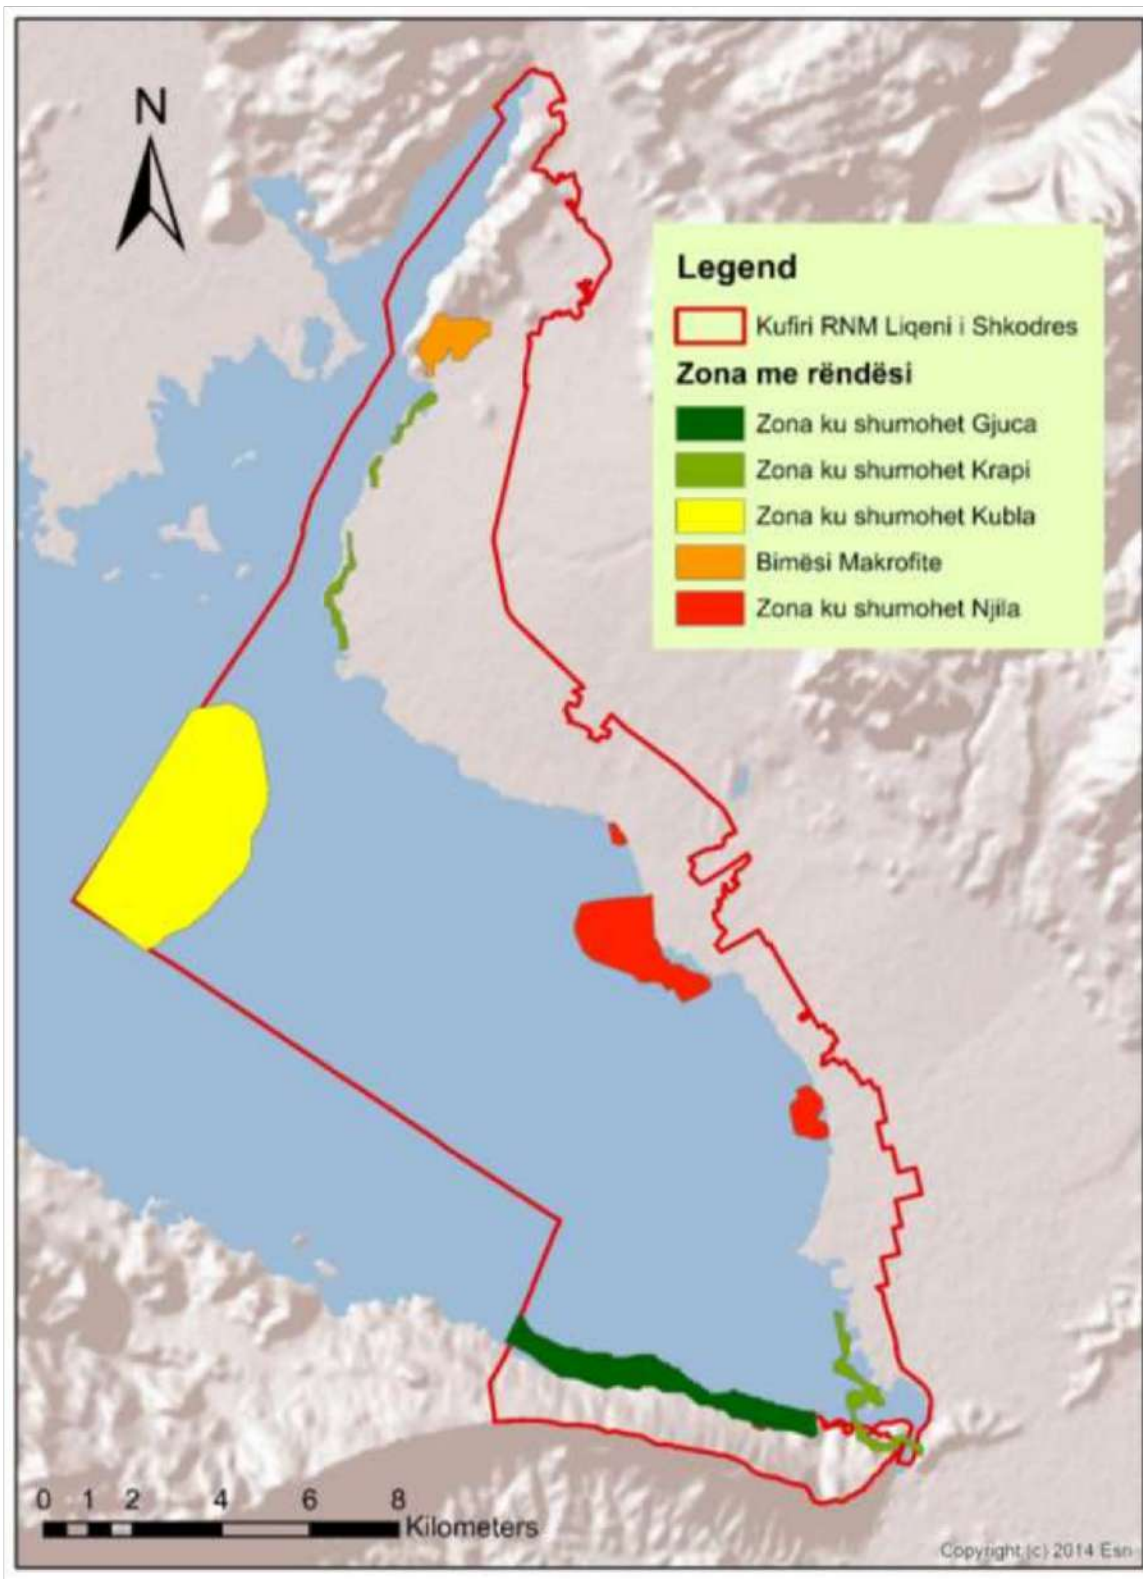 N
Legend
Kufiri RNM Liqeni i Shkodres
Zona me rëndësi
Zona ku shumohet Gjuca
Zona ku shumohet Krapi
Zona ku shumohet Kubla
Bimësi Makrofite
Zona ku shumohet Njila
0 1 2 4 6 8
Kilometers
Copyright (c) 2014 Esri